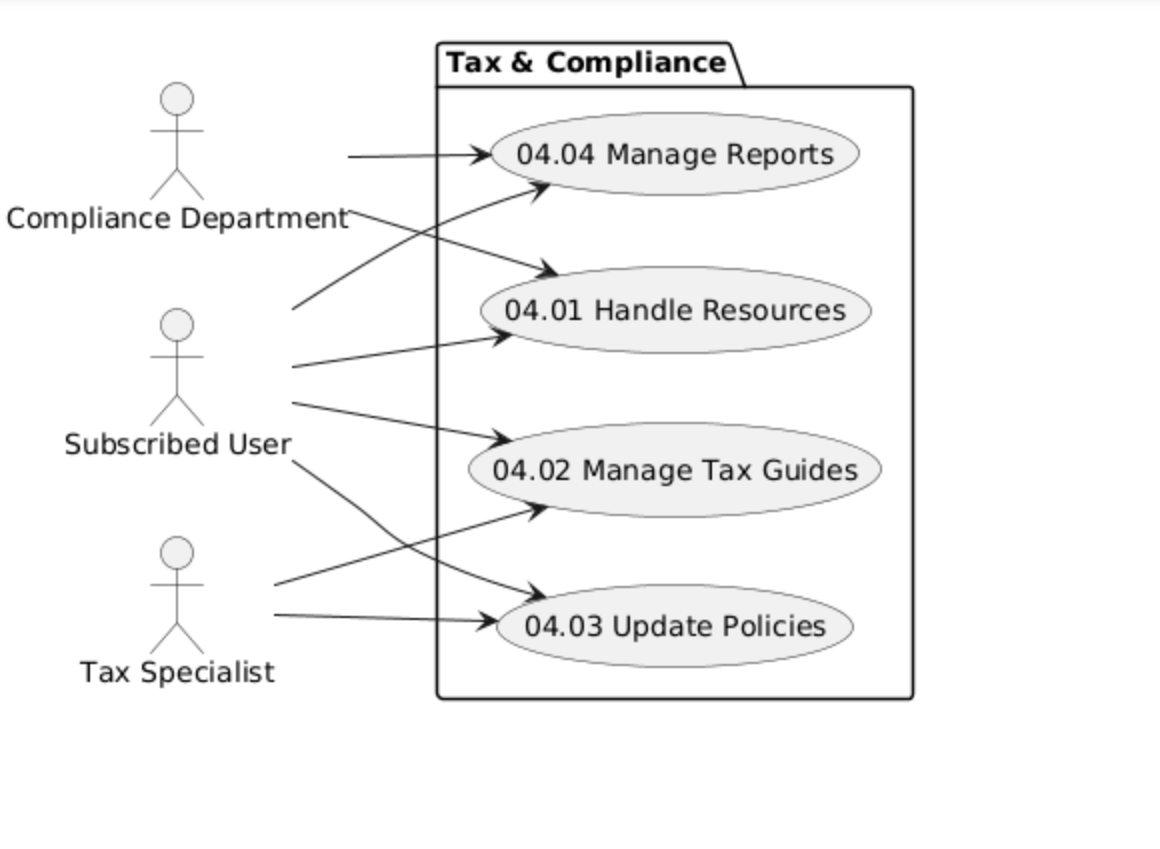 Tax & Compliance
04.04 Manage Reports
Compliance Department
04.01 Handle Resources
Subscribed User
04.02 Manage Tax Guides
04.03 Update Policies
Tax Specialist